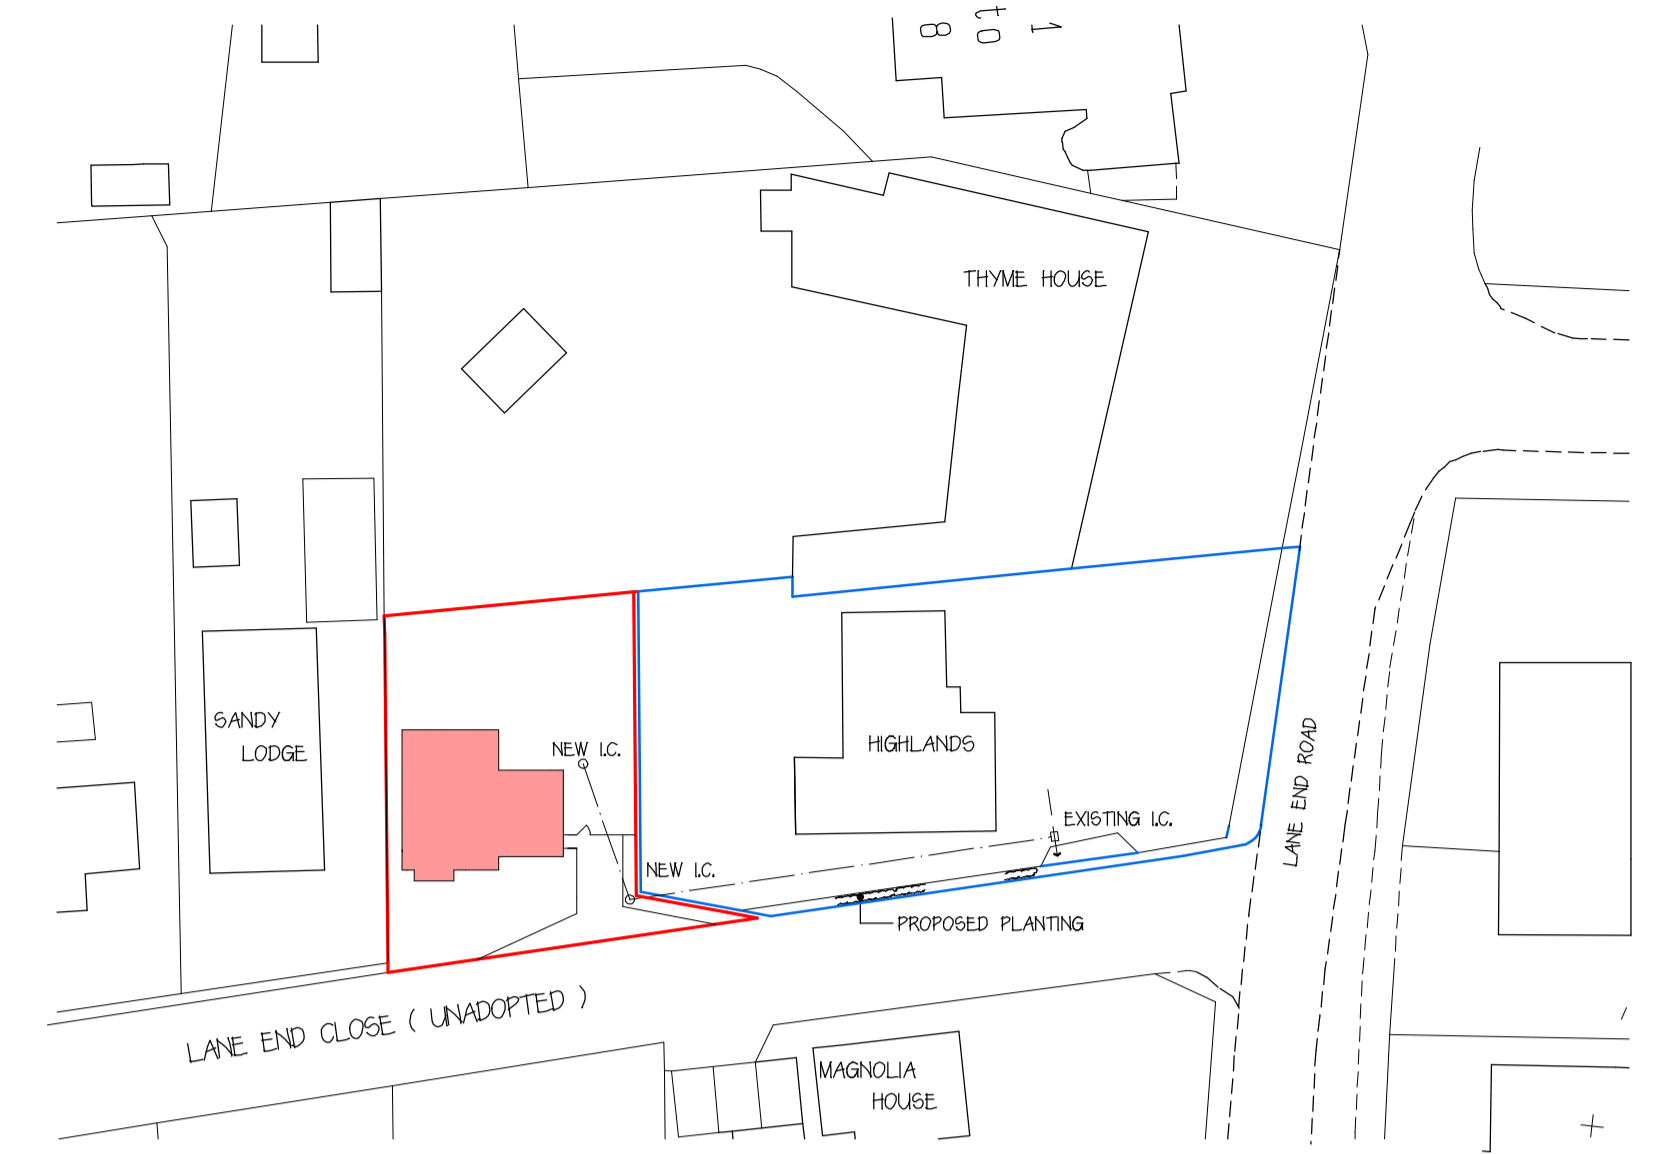 1
to
8
THYME HOUSE
SANDY
LODGE
NEW I.C.
HIGHLANDS
EXISTING I.C.
NEW I.C.
PROPOSED PLANTING
LANE END ROAD
LANE END CLOSE ( UNADOPTED )
MAGNOLIA
HOUSE